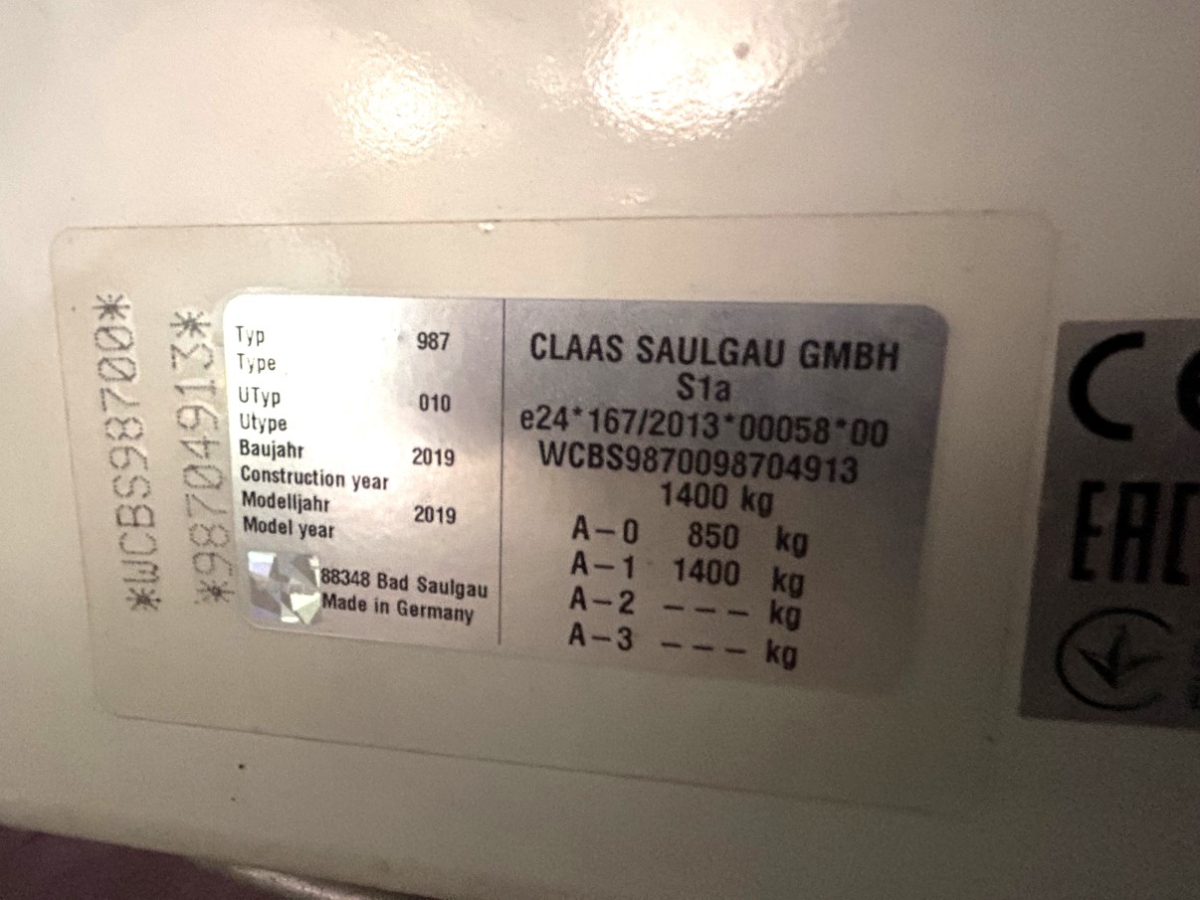 *WCBS98700*
*98704913*
Typ 987
Type
UTyp 010
Utype
Baujahr 2019
Construction year
Modelljahr 2019
Model year
88348 Bad Saulgau
Made in Germany
CLAAS SAULGAU GMBH
S1a
e24*167/2013*00058*00
WCBS9870098704913
1400 kg
A-0 850 kg
A-1 1400 kg
A-2 --- kg
A-3 --- kg
CE
EAC